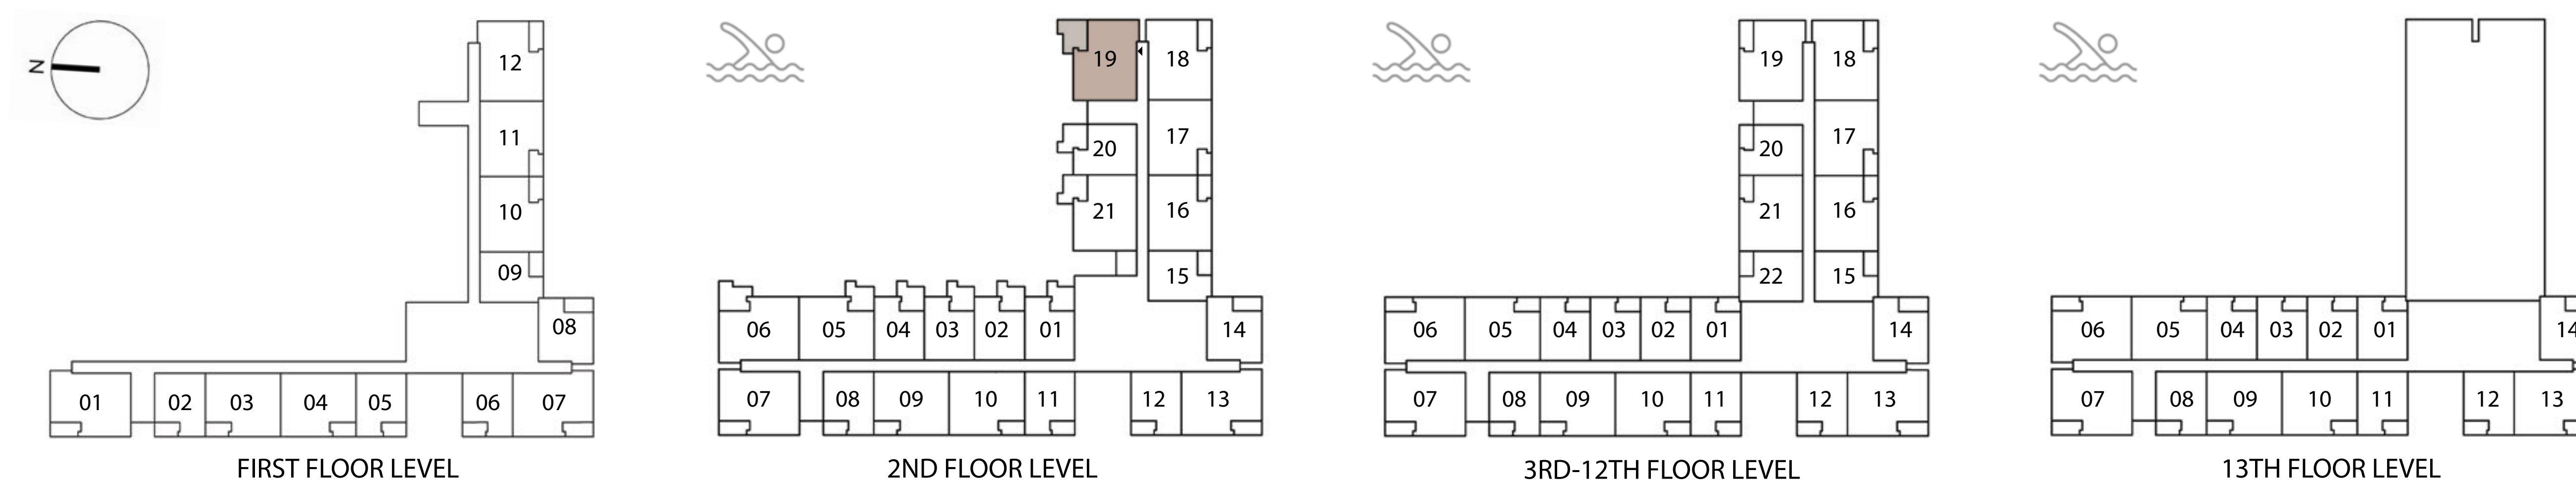 N
12
11
10
09
08
01 02 03 04 05 06 07
FIRST FLOOR LEVEL
19 18
20 17
21 16
15
06 05 04 03 02 01 14
07 08 09 10 11 12 13
2ND FLOOR LEVEL
19 18
20 17
21 16
22 15
06 05 04 03 02 01 14
07 08 09 10 11 12 13
3RD-12TH FLOOR LEVEL
06 05 04 03 02 01 14
07 08 09 10 11 12 13
13TH FLOOR LEVEL